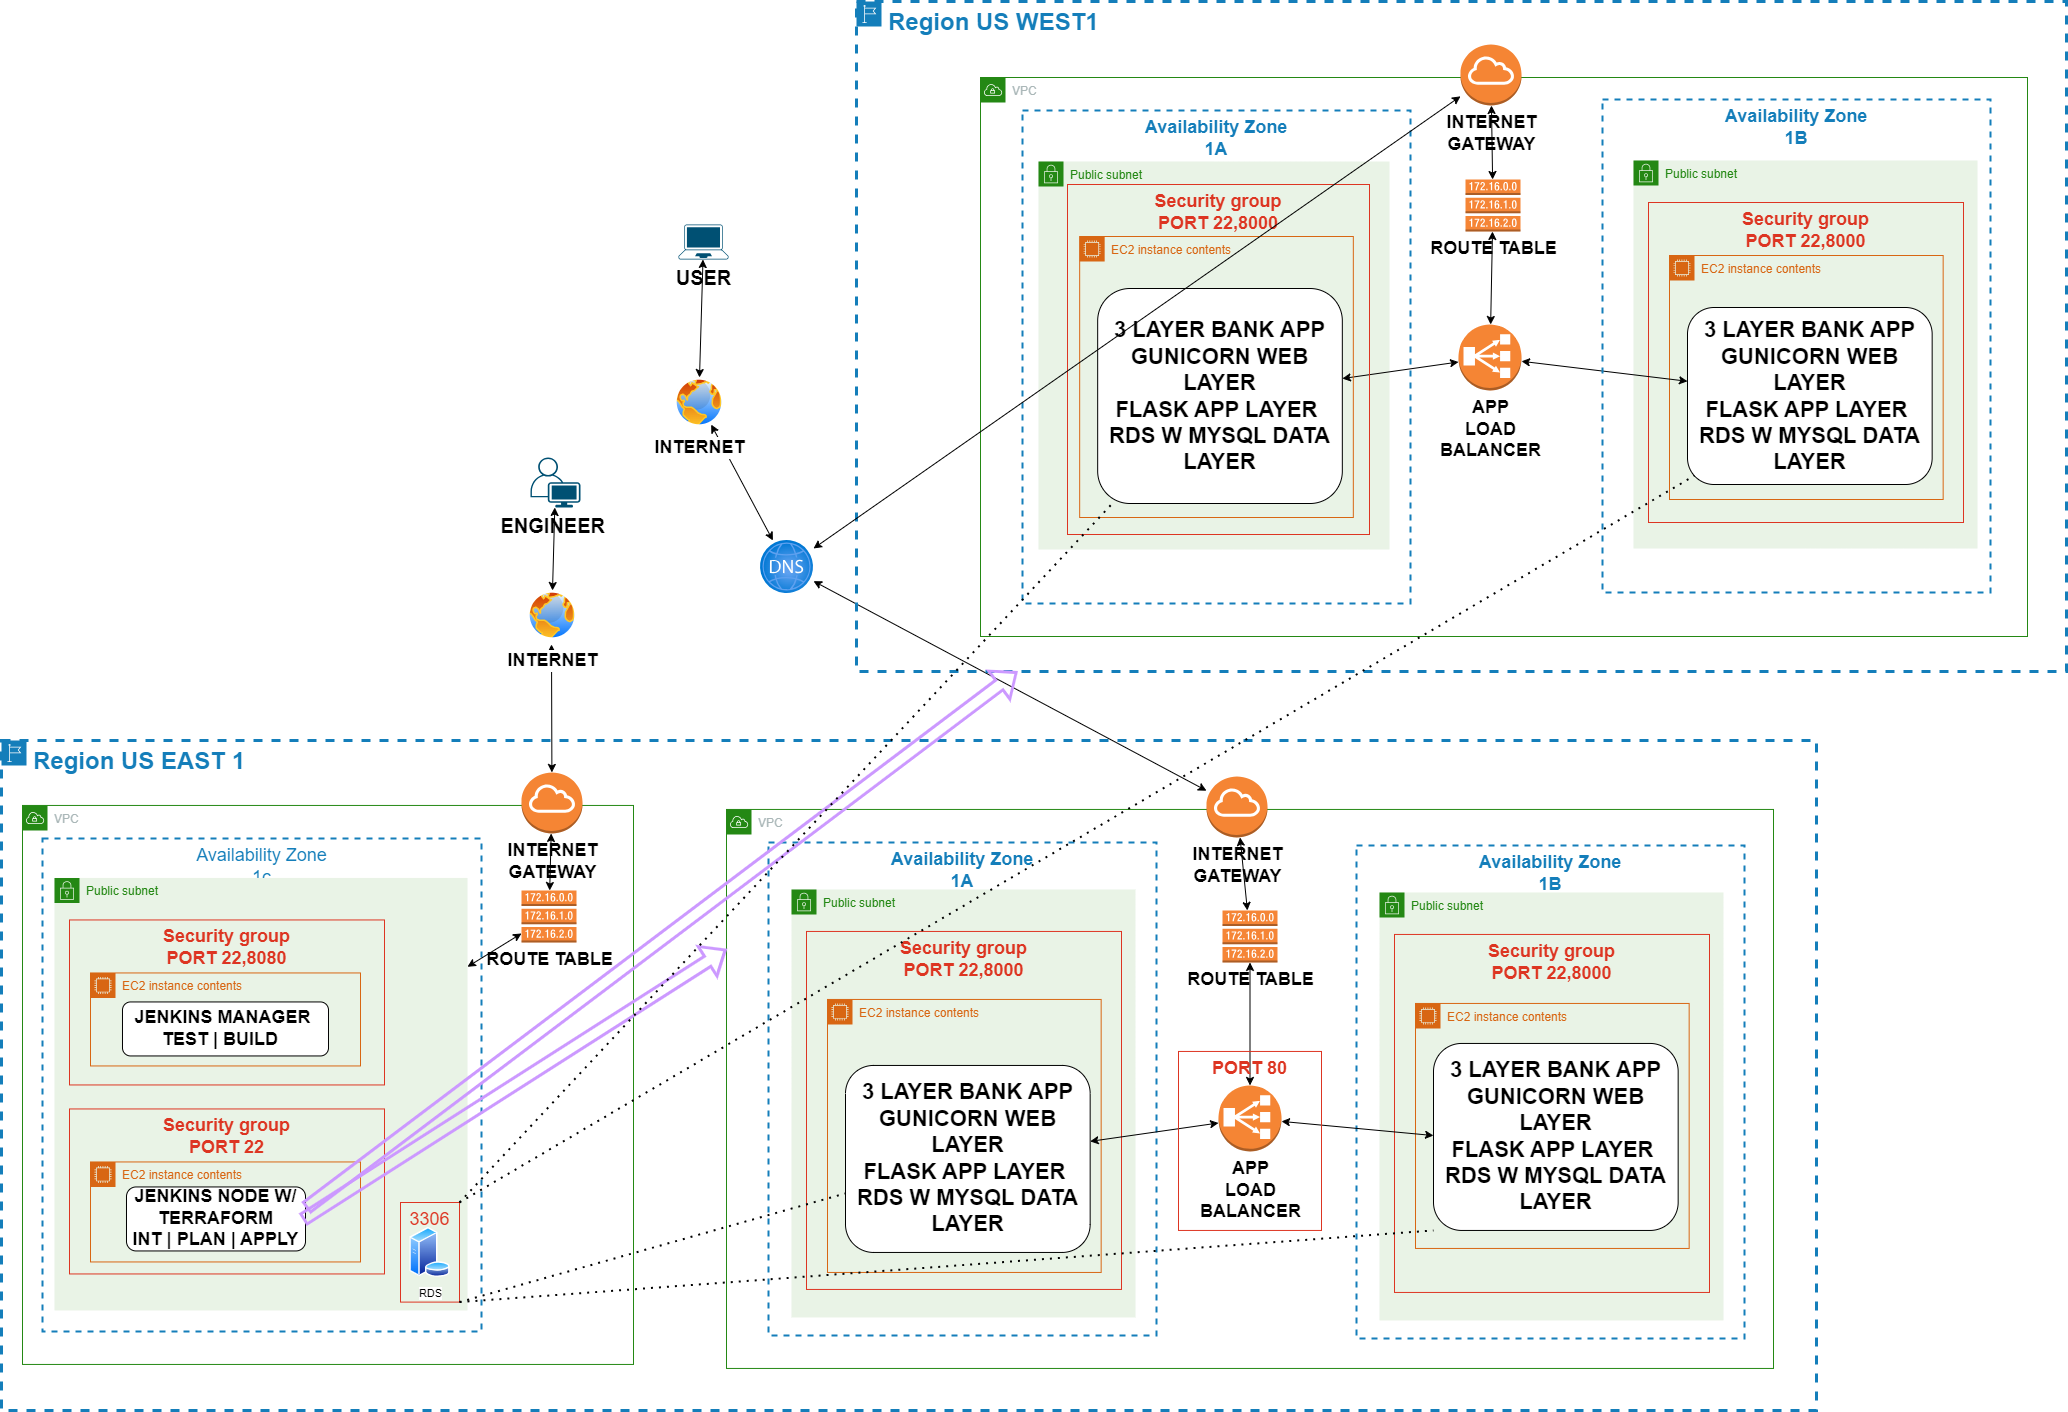 Region US WEST1
VPC
INTERNET
GATEWAY
172.16.0.0
172.16.1.0
172.16.2.0
ROUTE TABLE
APP
LOAD
BALANCER
Availability Zone
1A
Public subnet
Security group
PORT 22,8000
EC2 instance contents
3 LAYER BANK APP
GUNICORN WEB
LAYER
FLASK APP LAYER
RDS W MYSQL DATA
LAYER
Availability Zone
1B
Public subnet
Security group
PORT 22,8000
EC2 instance contents
3 LAYER BANK APP
GUNICORN WEB
LAYER
FLASK APP LAYER
RDS W MYSQL DATA
LAYER
USER
INTERNET
ENGINEER
INTERNET
DNS
Region US EAST 1
VPC
INTERNET
GATEWAY
172.16.0.0
172.16.1.0
172.16.2.0
ROUTE TABLE
Availability Zone
1c
Public subnet
Security group
PORT 22,8080
EC2 instance contents
JENKINS MANAGER
TEST | BUILD
Security group
PORT 22
EC2 instance contents
JENKINS NODE W/
TERRAFORM
INT | PLAN | APPLY
3306
RDS
VPC
INTERNET
GATEWAY
172.16.0.0
172.16.1.0
172.16.2.0
ROUTE TABLE
PORT 80
APP
LOAD
BALANCER
Availability Zone
1A
Public subnet
Security group
PORT 22,8000
EC2 instance contents
3 LAYER BANK APP
GUNICORN WEB
LAYER
FLASK APP LAYER
RDS W MYSQL DATA
LAYER
Availability Zone
1B
Public subnet
Security group
PORT 22,8000
EC2 instance contents
3 LAYER BANK APP
GUNICORN WEB
LAYER
FLASK APP LAYER
RDS W MYSQL DATA
LAYER